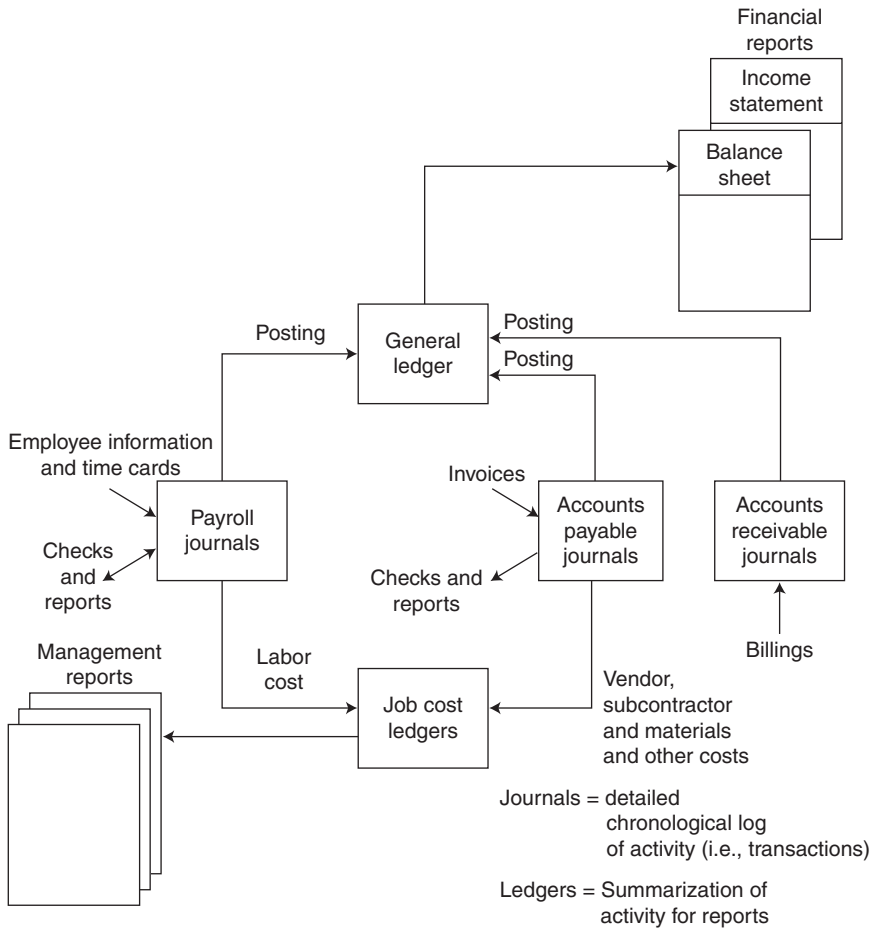 Financial
reports
Income
statement
Balance
sheet
Posting
General
ledger
Posting
Posting
Employee information
and time cards
Invoices
Payroll
journals
Accounts
payable
journals
Accounts
receivable
journals
Checks
and
reports
Checks and
reports
Billings
Management
reports
Labor
cost
Job cost
ledgers
Vendor,
subcontractor
and materials
and other costs
Journals = detailed
chronological log
of activity (i.e., transactions)
Ledgers = Summarization of
activity for reports